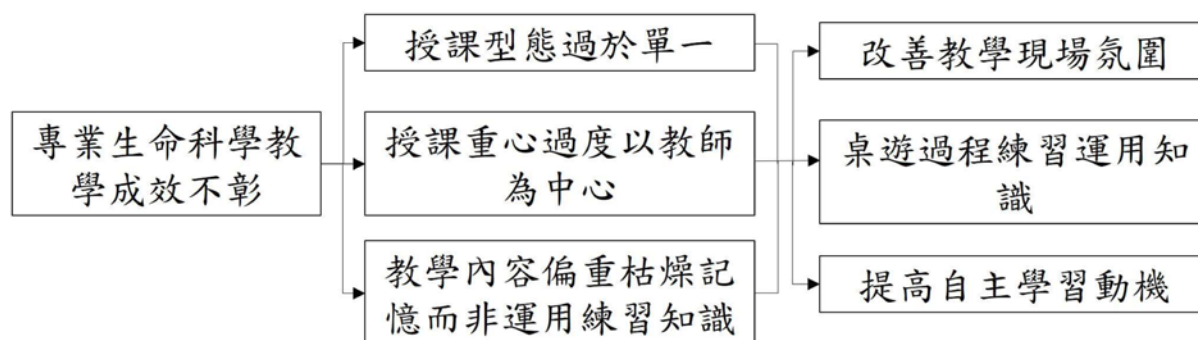 專業生命科學教
學成效不彰
授課型態過於單一
授課重心過度以教師
為中心
教學內容偏重枯燥記
憶而非運用練習知識
改善教學現場氛圍
桌遊過程練習運用知
識
提高自主學習動機